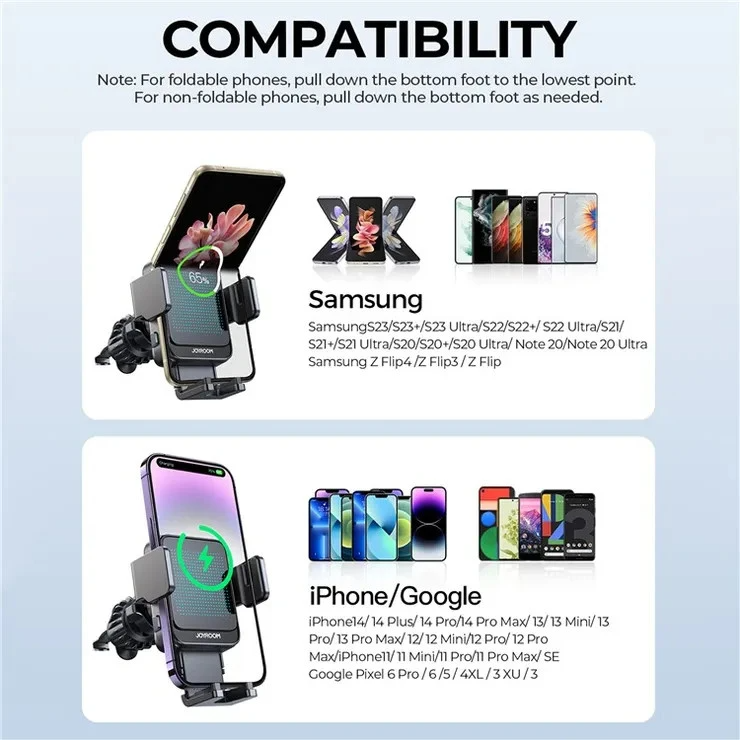 COMPATIBILITY
Note: For foldable phones, pull down the bottom foot to the lowest point.
For non-foldable phones, pull down the bottom foot as needed.
65%
JOYROOM
Samsung
SamsungS23/S23+/S23 Ultra/S22/S22+/ S22 Ultra/S21/
S21+/S21 Ultra/S20/S20+/S20 Ultra/ Note 20/Note 20 Ultra
Samsung Z Flip4 /Z Flip3 / Z Flip
Charging
JOYROOM
iPhone/Google
iPhone14/ 14 Plus/ 14 Pro/14 Pro Max/ 13/ 13 Mini/ 13
Pro/ 13 Pro Max/ 12/ 12 Mini/12 Pro/ 12 Pro
Max/iPhone11/ 11 Mini/11 Pro/11 Pro Max/ SE
Google Pixel 6 Pro / 6 /5 / 4XL / 3 XU / 3